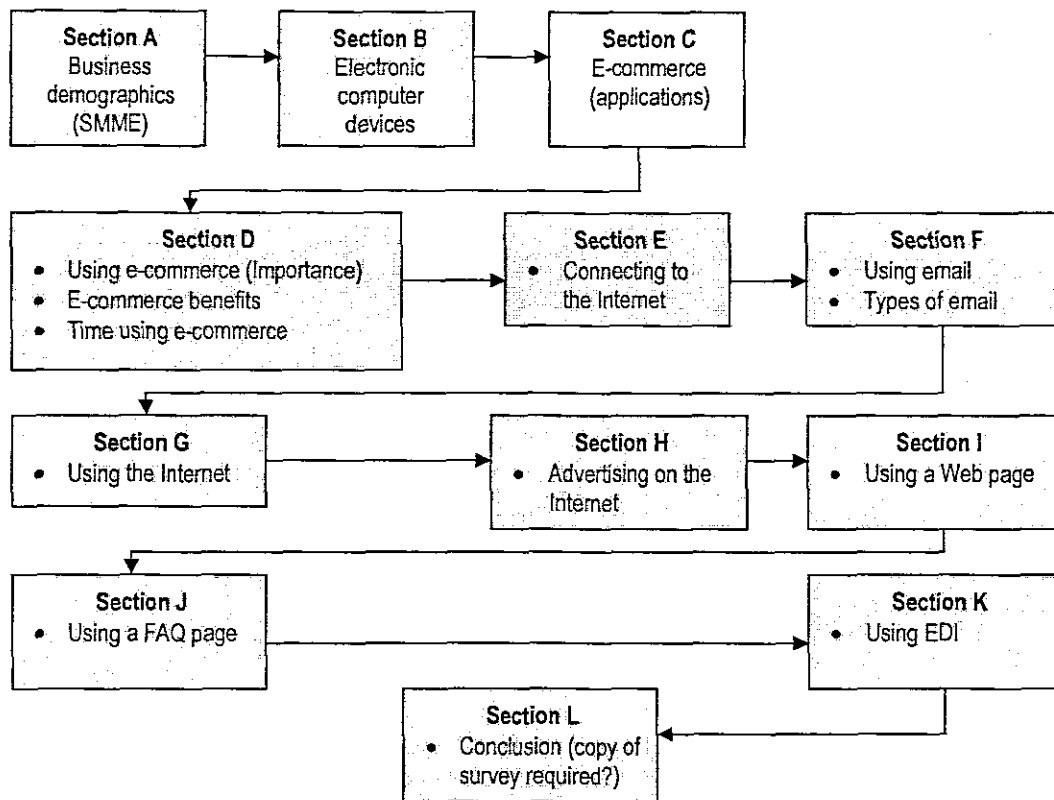 Section A
Business
demographics
(SMME)
Section B
Electronic
computer
devices
Section C
E-commerce
(applications)
Section D
• Using e-commerce (Importance)
• E-commerce benefits
• Time using e-commerce
Section E
• Connecting to
the Internet
Section F
• Using email
• Types of email
Section G
• Using the Internet
Section H
• Advertising on the
Internet
Section I
• Using a Web page
Section J
• Using a FAQ page
Section K
• Using EDI
Section L
• Conclusion (copy of
survey required?)